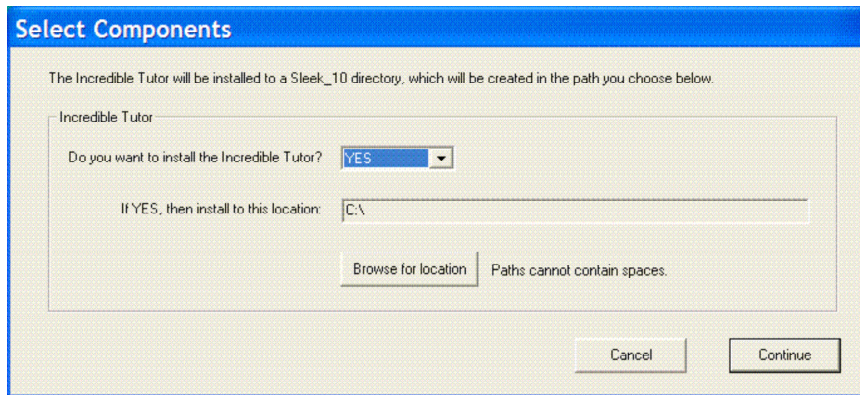 Select Components
The Incredible Tutor will be installed to a Sleek_10 directory, which will be created in the path you choose below.
Incredible Tutor
Do you want to install the Incredible Tutor? YES
If YES, then install to this location: C:\
Browse for location Paths cannot contain spaces.
Cancel Continue